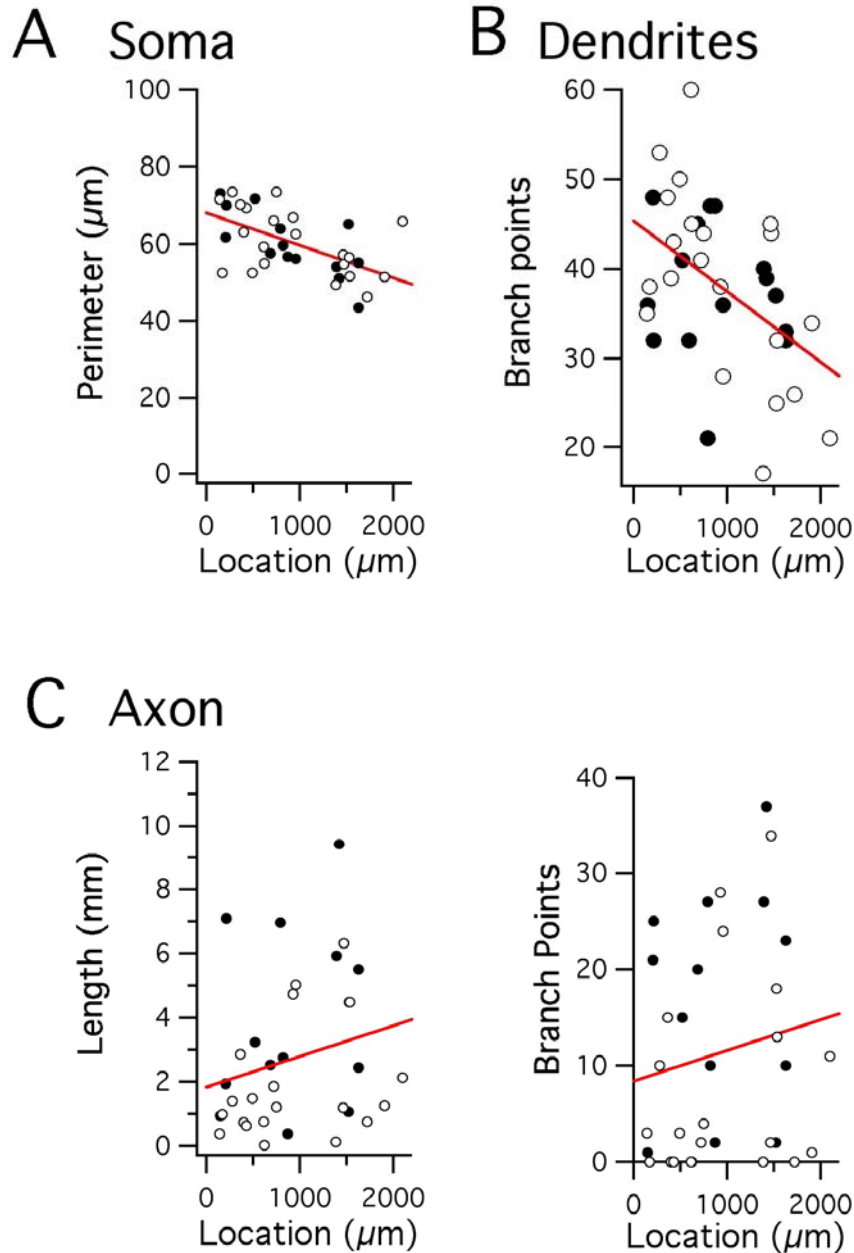 A Soma
B Dendrites
100
80
60
40
20
0
Perimeter (µm)
0 1000 2000
Location (µm)
60
50
40
30
20
Branch points
0 1000 2000
Location (µm)
C Axon
12
10
8
6
4
2
0
Length (mm)
0 1000 2000
Location (µm)
40
30
20
10
0
Branch Points
0 1000 2000
Location (µm)